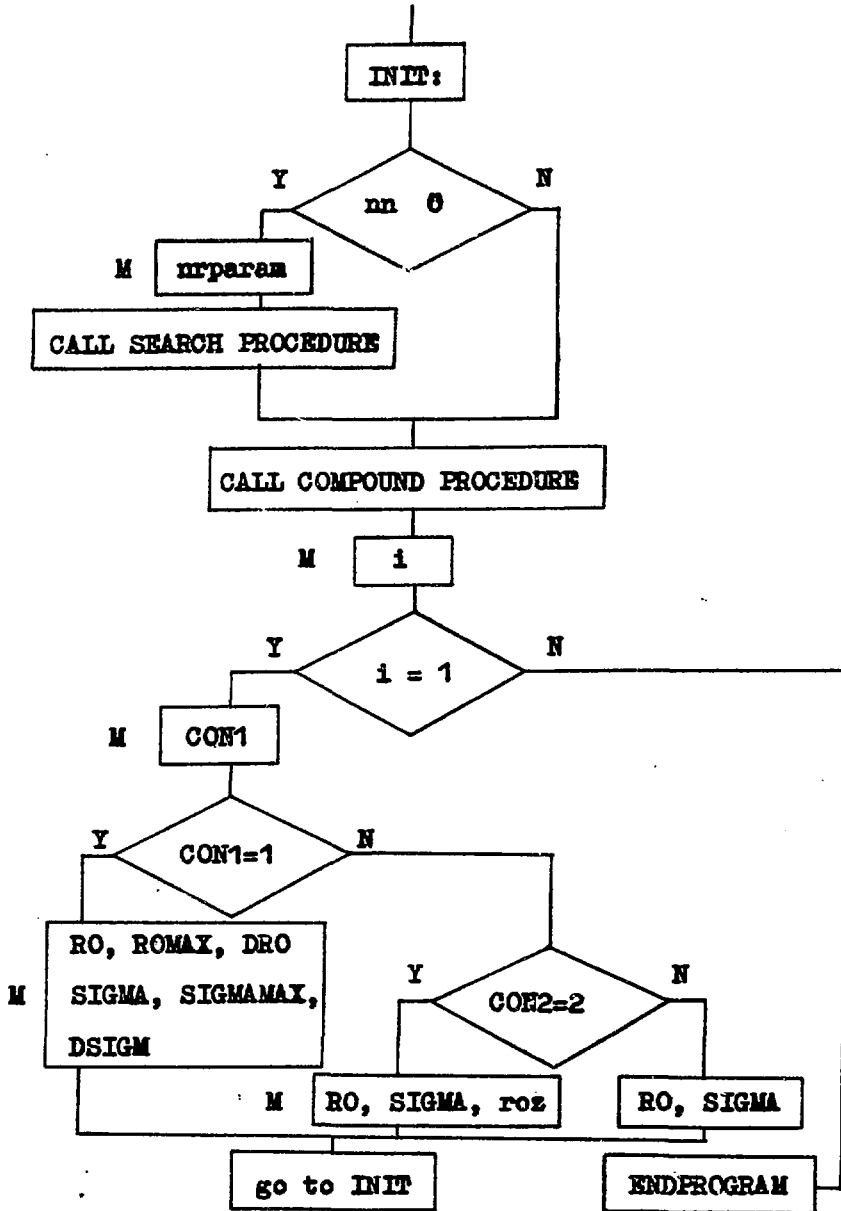 INIT:
Y
N
nn 0
M
nrparam
CALL SEARCH PROCEDURE
CALL COMPOUND PROCEDURE
M
i
Y
N
i = 1
M
CON1
Y
N
CON1=1
RO, ROMAX, DRO
M
SIGMA, SIGMAMAX,
DSIGM
Y
N
CON2=2
M
RO, SIGMA, roz
RO, SIGMA
go to INIT
ENDPROGRAM